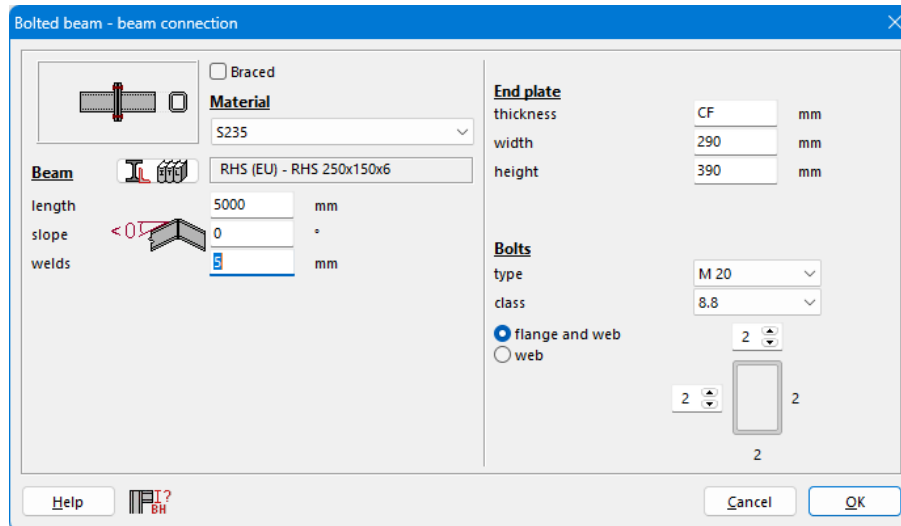 Bolted beam - beam connection
Braced
Material
S235
Beam
RHS (EU) - RHS 250x150x6
length 5000 mm
slope <0 0 °
welds 5 mm
End plate
thickness CF mm
width 290 mm
height 390 mm
Bolts
type M 20
class 8.8
flange and web 2
web
2 2
2
Help
I?
BH
Cancel
OK